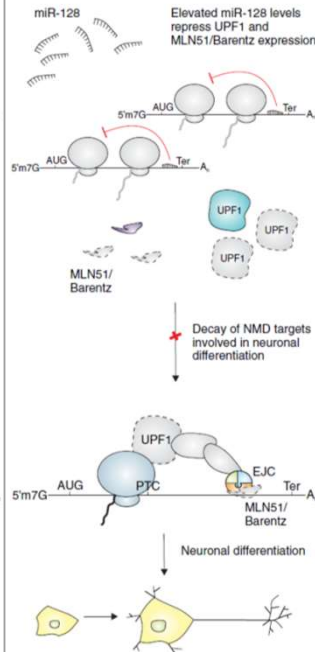 miR-128
Elevated miR-128 levels
repress UPF1 and
MLN51/Barentz expression
5'm7G AUG Ter A
5'm7G AUG Ter Aₙ
UPF1
UPF1
UPF1
MLN51/
Barentz
Decay of NMD targets
involved in neuronal
differentiation
UPF1
EJC
5'm7G AUG PTC Ter A
MLN51/
Barentz
Neuronal differentiation